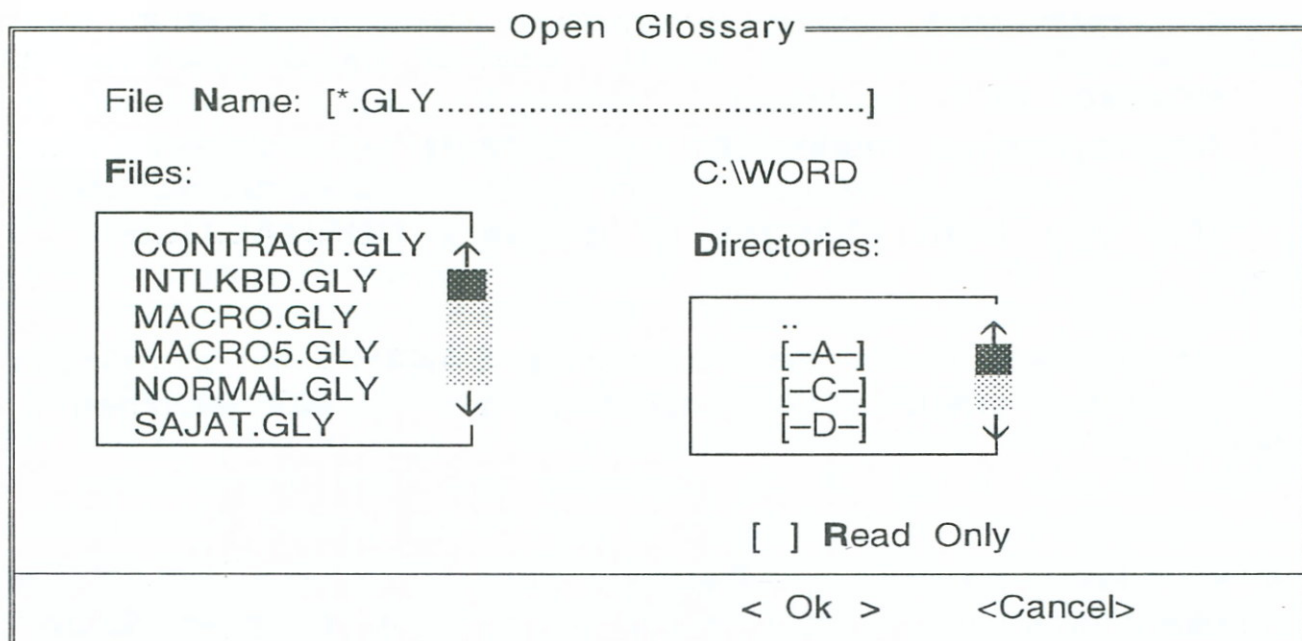 Open Glossary
File Name: [*.GLY..........................................]
Files:
C:\WORD
CONTRACT.GLY
INTLKBD.GLY
MACRO.GLY
MACRO5.GLY
NORMAL.GLY
SAJAT.GLY
Directories:
..
[–A–]
[–C–]
[–D–]
[ ] Read Only
< Ok > <Cancel>